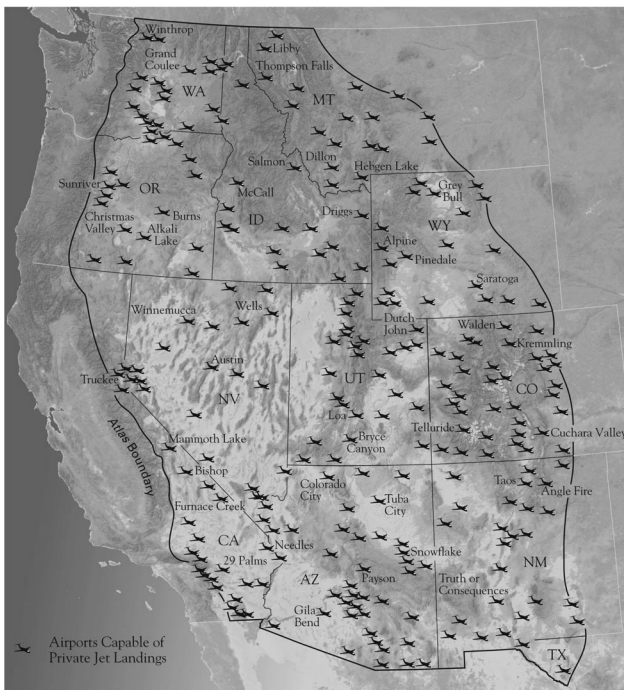 Winthrop
Grand
Coulee
Libby
Thompson Falls
WA
MT
Salmon
Dillon
Hebgen Lake
Sunriver
OR
McCall
Grey
Bull
Christmas
Valley
Burns
Alkali
Lake
ID
Driggs
WY
Alpine
Pinedale
Saratoga
Winnemucca
Wells
Dutch
John
Walden
Kremmling
Austin
Truckee
UT
CO
NV
Loa
Telluride
Cuchara Valley
Atlas Boundary
Mammoth Lake
Bryce
Canyon
Bishop
Colorado
City
Taos
Angle Fire
Furnace Creek
Tuba
City
CA
Needles
Snowflake
29 Palms
AZ
Payson
NM
Truth or
Consequences
Gila
Bend
TX
Airports Capable of
Private Jet Landings